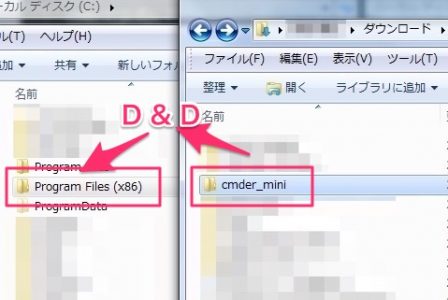 ーカル ディスク (C:) ▸
▸ ダウンロード ▸
(T) ヘルプ(H)
ファイル(F) 編集(E) 表示(V) ツール(T)
追加 ▾ 共有 ▾ 新しいフォ
整理 ▾ 開く ライブラリに追加 ▾
名前
名前
D & D
Program
Program Files (x86)
cmder_mini
ProgramData